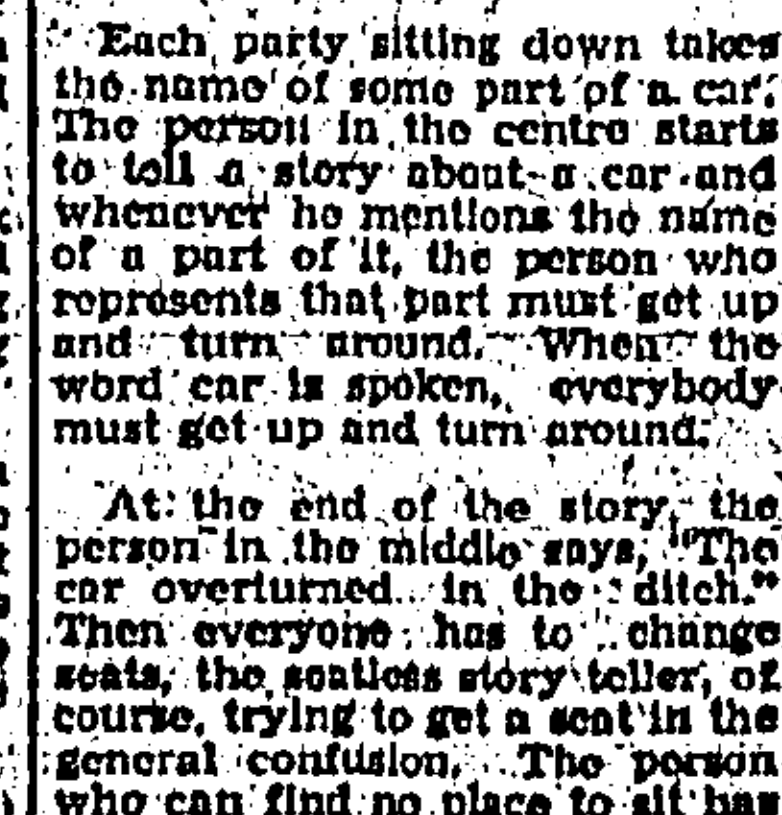 Each party sitting down takes
the name of some part of a car.
The person in the centre starts
to tell a story about a car and
whenever he mentions the name
of a part of it, the person who
represents that part must get up
and turn around. When the
word car is spoken, everybody
must get up and turn around.
At the end of the story, the
person in the middle says, "The
car overturned in the ditch."
Then everyone has to change
seats, the seatless story teller, of
course, trying to get a seat in the
general confusion. The person
who can find no place to sit has